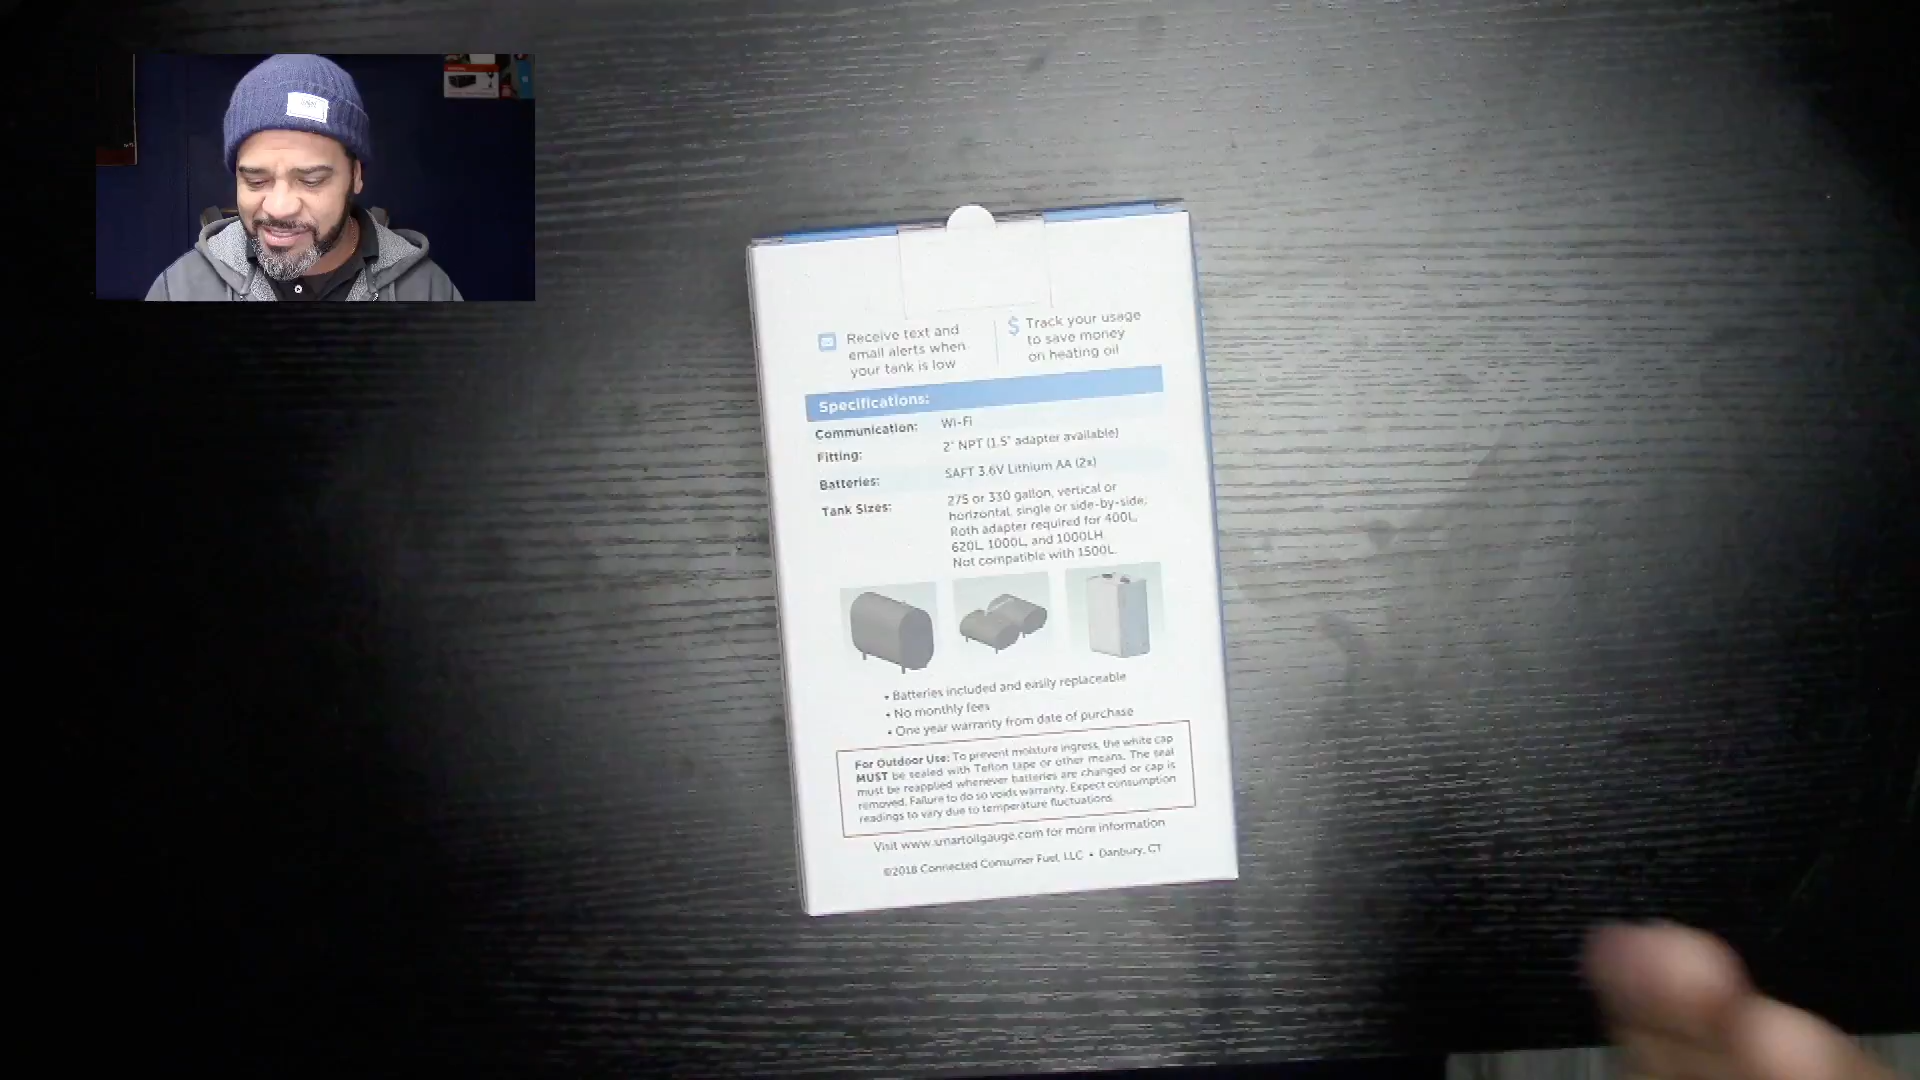 Receive text and
email alerts when
your tank is low
$ Track your usage
to save money
on heating oil
Specifications:
Communication: Wi-Fi
Fitting: 2" NPT (1.5" adapter available)
Batteries: SAFT 3.6V Lithium AA (2x)
Tank Sizes: 275 or 330 gallon, vertical or
horizontal, single or side-by-side,
Roth adapter required for 400L,
620L, 1000L, and 1000LH
Not compatible with 1500L.
• Batteries included and easily replaceable
• No monthly fees
• One year warranty from date of purchase
For Outdoor Use: To prevent moisture ingress, the white cap
MUST be sealed with Teflon tape or other means. The seal
must be reapplied whenever batteries are changed or cap is
removed. Failure to do so voids warranty. Expect consumption
readings to vary due to temperature fluctuations.
Visit www.smartoilgauge.com for more information
©2018 Connected Consumer Fuel, LLC • Danbury, CT